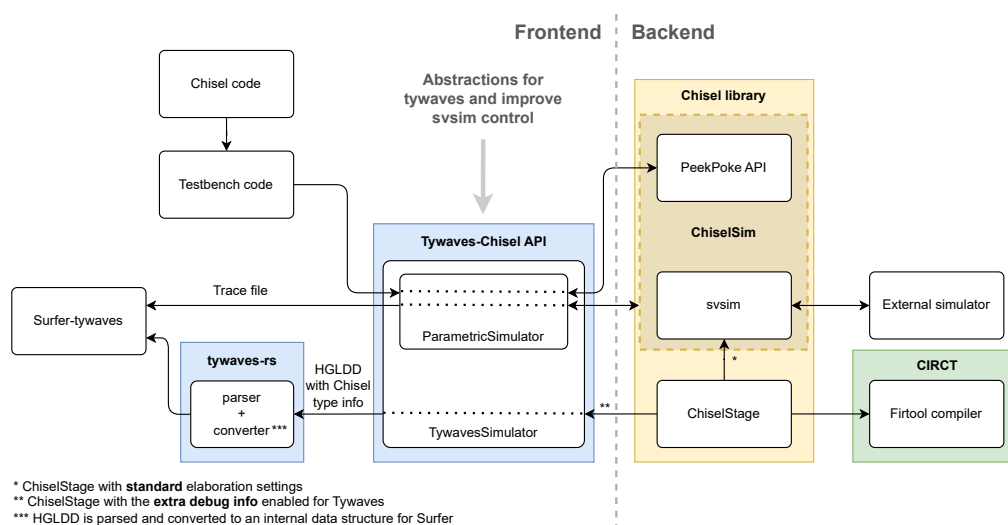 Frontend
Backend
Chisel code
Abstractions for
tywaves and improve
svsim control
Chisel library
Testbench code
PeekPoke API
Tywaves-Chisel API
ChiselSim
Trace file
Surfer-tywaves
ParametricSimulator
svsim
External simulator
*
tywaves-rs
HGLDD
with Chisel
type info
CIRCT
parser
+
converter ***
TywavesSimulator
**
ChiselStage
Firtool compiler
* ChiselStage with standard elaboration settings
** ChiselStage with the extra debug info enabled for Tywaves
*** HGLDD is parsed and converted to an internal data structure for Surfer